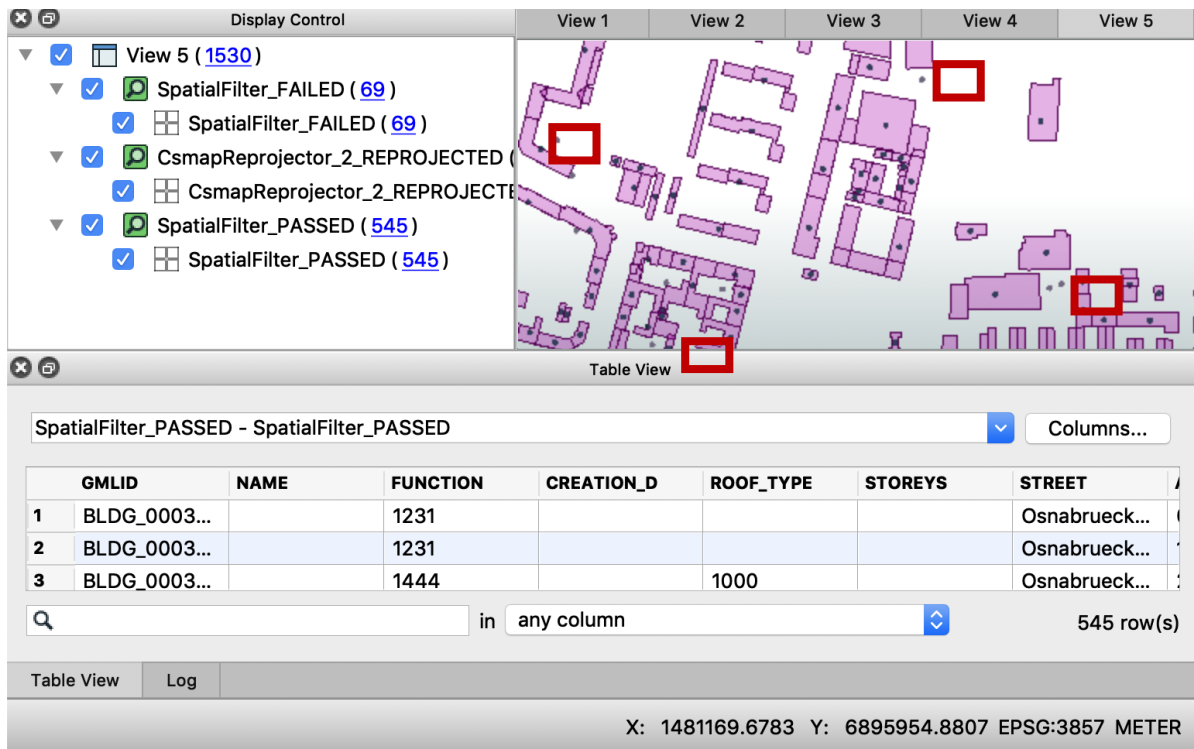 Display Control
View 1 View 2 View 3 View 4 View 5
View 5 ( 1530 )
SpatialFilter_FAILED ( 69 )
SpatialFilter_FAILED ( 69 )
CsmapReprojector_2_REPROJECTED (
CsmapReprojector_2_REPROJECTE
SpatialFilter_PASSED ( 545 )
SpatialFilter_PASSED ( 545 )
Table View
SpatialFilter_PASSED - SpatialFilter_PASSED
Columns...
GMLID NAME FUNCTION CREATION_D ROOF_TYPE STOREYS STREET
1 BLDG_0003... 1231 Osnabrueck...
2 BLDG_0003... 1231 Osnabrueck...
3 BLDG_0003... 1444 1000 Osnabrueck...
in any column 545 row(s)
Table View Log
X: 1481169.6783 Y: 6895954.8807 EPSG:3857 METER